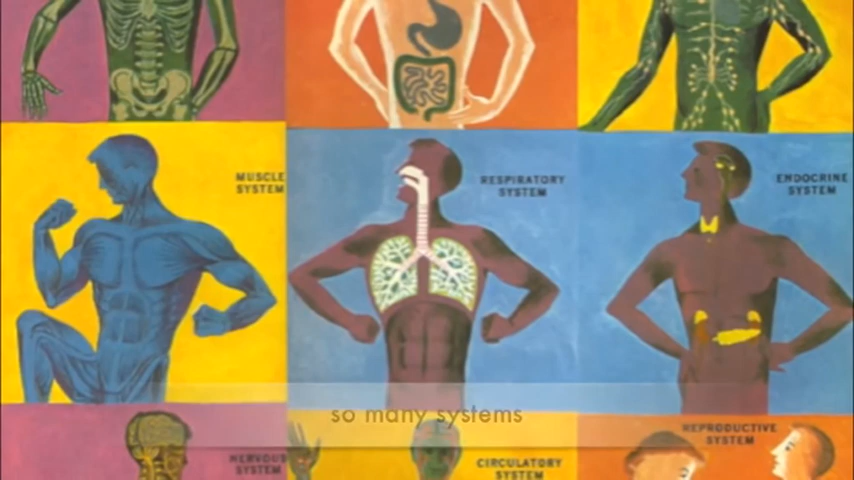 MUSCLE
SYSTEM
RESPIRATORY
SYSTEM
ENDOCRINE
SYSTEM
so many systems
NERVOUS
SYSTEM
CIRCULATORY
SYSTEM
REPRODUCTIVE
SYSTEM